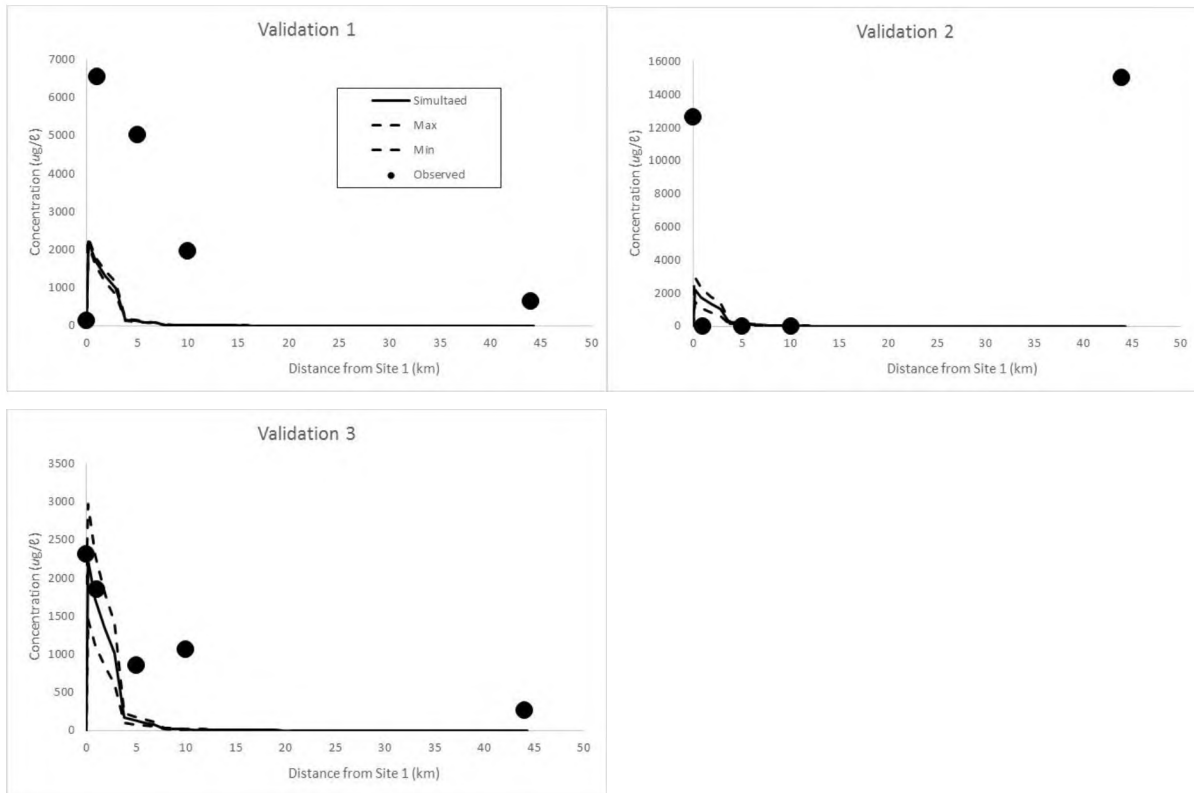 Validation 1
7000
6000
5000
4000
3000
2000
1000
0
Concentration (ug/ℓ)
Simultaed
Max
Min
Observed
0 5 10 15 20 25 30 35 40 45 50
Distance from Site 1 (km)
Validation 2
16000
14000
12000
10000
8000
6000
4000
2000
0
Concentration (ug/ℓ)
0 5 10 15 20 25 30 35 40 45 50
Distance from Site 1 (km)
Validation 3
3500
3000
2500
2000
1500
1000
500
0
Concentration (ug/ℓ)
0 5 10 15 20 25 30 35 40 45 50
Distance from Site 1 (km)